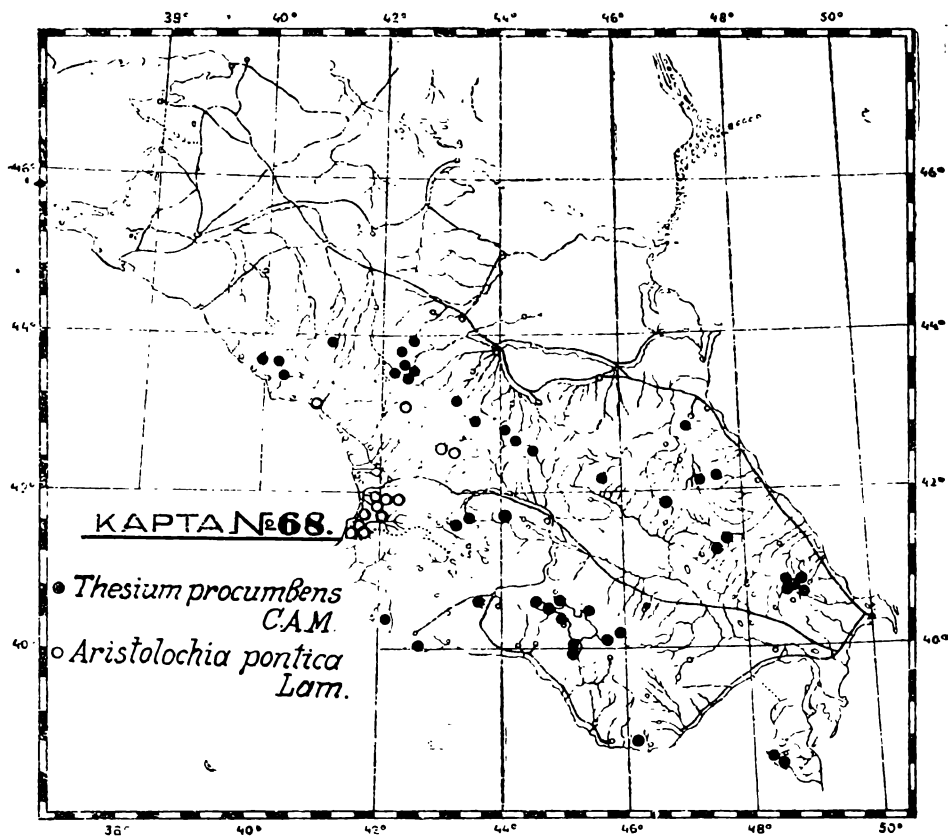 39° 40° 42° 44° 46° 48° 50°
46° 46°
44° 44°
42° 42°
КАРТА №68.
Thesium procumbens
C.A.M.
40° 40°
Aristolochia pontica
Lam.
38° 40° 42° 44° 46° 48° 50°